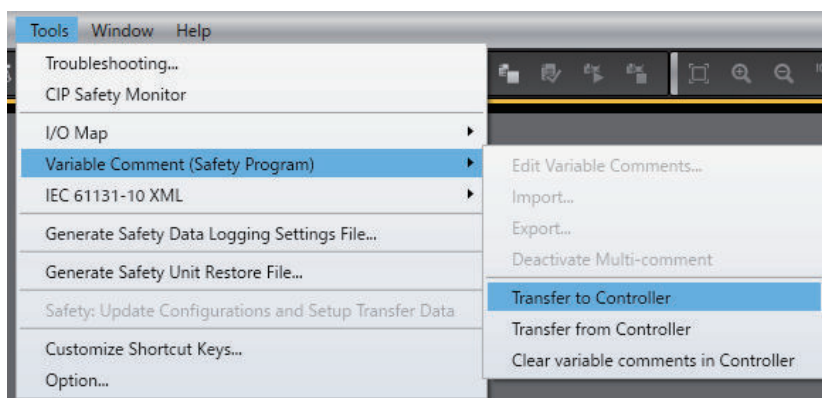 Tools Window Help
Troubleshooting...
CIP Safety Monitor
I/O Map
Variable Comment (Safety Program)
IEC 61131-10 XML
Generate Safety Data Logging Settings File...
Generate Safety Unit Restore File...
Safety: Update Configurations and Setup Transfer Data
Customize Shortcut Keys...
Option...
Edit Variable Comments...
Import...
Export...
Deactivate Multi-comment
Transfer to Controller
Transfer from Controller
Clear variable comments in Controller